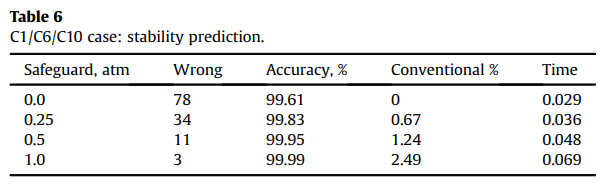 Table 6
C1/C6/C10 case: stability prediction.
Safeguard, atm Wrong Accuracy, % Conventional % Time
0.0 78 99.61 0 0.029
0.25 34 99.83 0.67 0.036
0.5 11 99.95 1.24 0.048
1.0 3 99.99 2.49 0.069